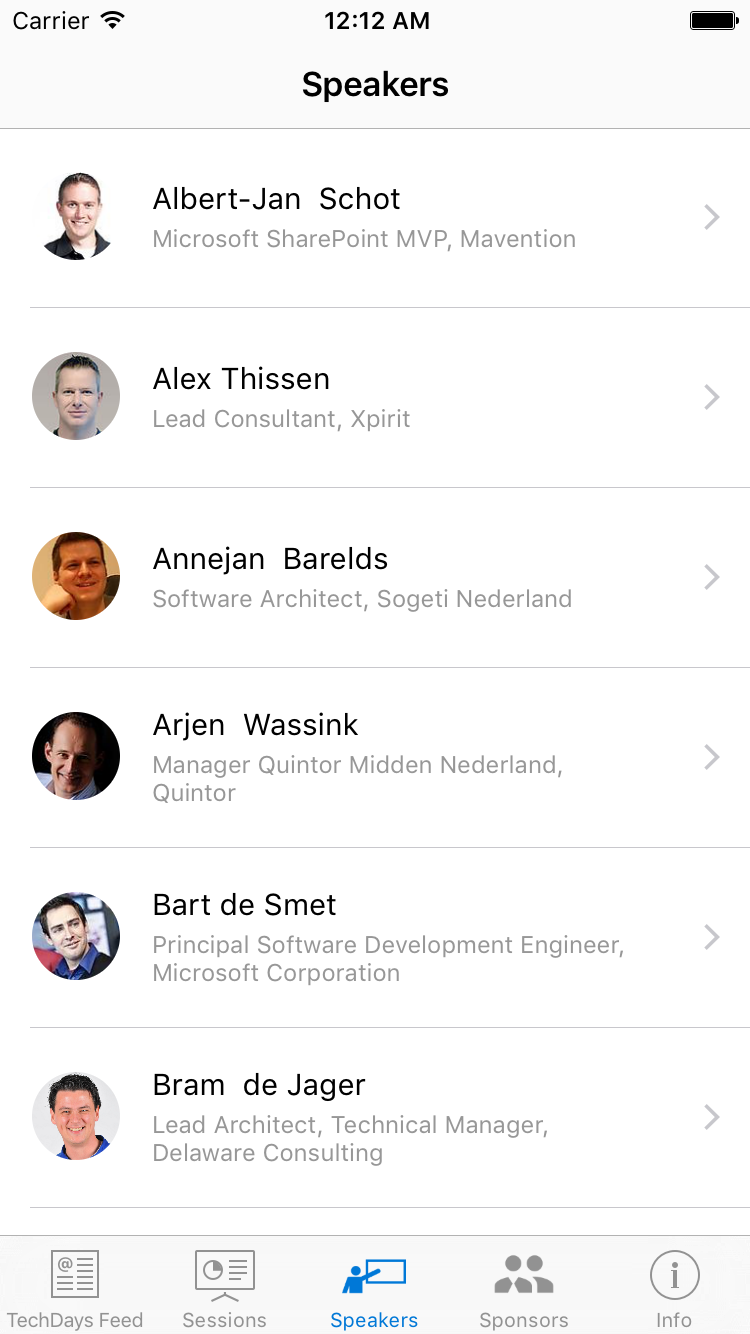 Carrier 12:12 AM
Speakers
Albert-Jan  Schot
Microsoft SharePoint MVP, Mavention
Alex Thissen
Lead Consultant, Xpirit
Annejan  Barelds
Software Architect, Sogeti Nederland
Arjen  Wassink
Manager Quintor Midden Nederland,
Quintor
Bart de Smet
Principal Software Development Engineer,
Microsoft Corporation
Bram  de Jager
Lead Architect, Technical Manager,
Delaware Consulting
@
i
TechDays Feed Sessions Speakers Sponsors Info